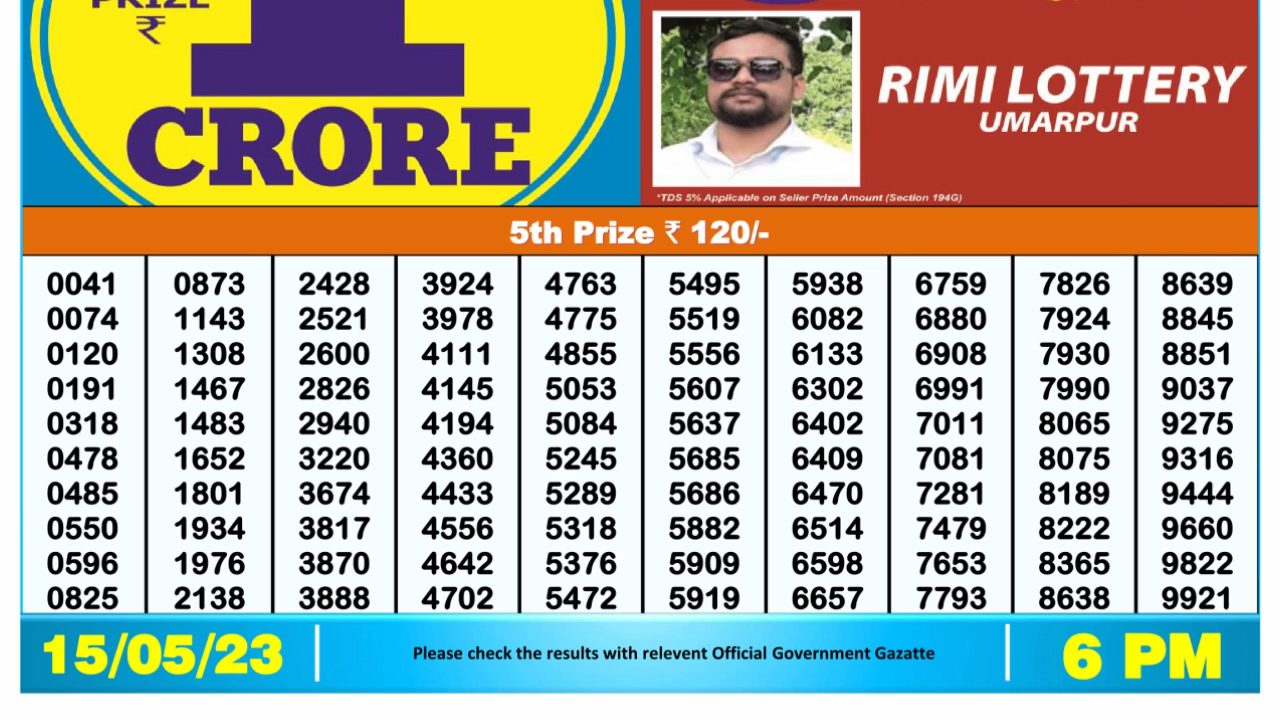 PRIZE
₹
1
CRORE
RIMI LOTTERY
UMARPUR
*TDS 5% Applicable on Seller Prize Amount (Section 194G)
5th Prize ₹ 120/-
0041 0873 2428 3924 4763 5495 5938 6759 7826 8639
0074 1143 2521 3978 4775 5519 6082 6880 7924 8845
0120 1308 2600 4111 4855 5556 6133 6908 7930 8851
0191 1467 2826 4145 5053 5607 6302 6991 7990 9037
0318 1483 2940 4194 5084 5637 6402 7011 8065 9275
0478 1652 3220 4360 5245 5685 6409 7081 8075 9316
0485 1801 3674 4433 5289 5686 6470 7281 8189 9444
0550 1934 3817 4556 5318 5882 6514 7479 8222 9660
0596 1976 3870 4642 5376 5909 6598 7653 8365 9822
0825 2138 3888 4702 5472 5919 6657 7793 8638 9921
15/05/23 Please check the results with relevent Official Government Gazatte 6 PM